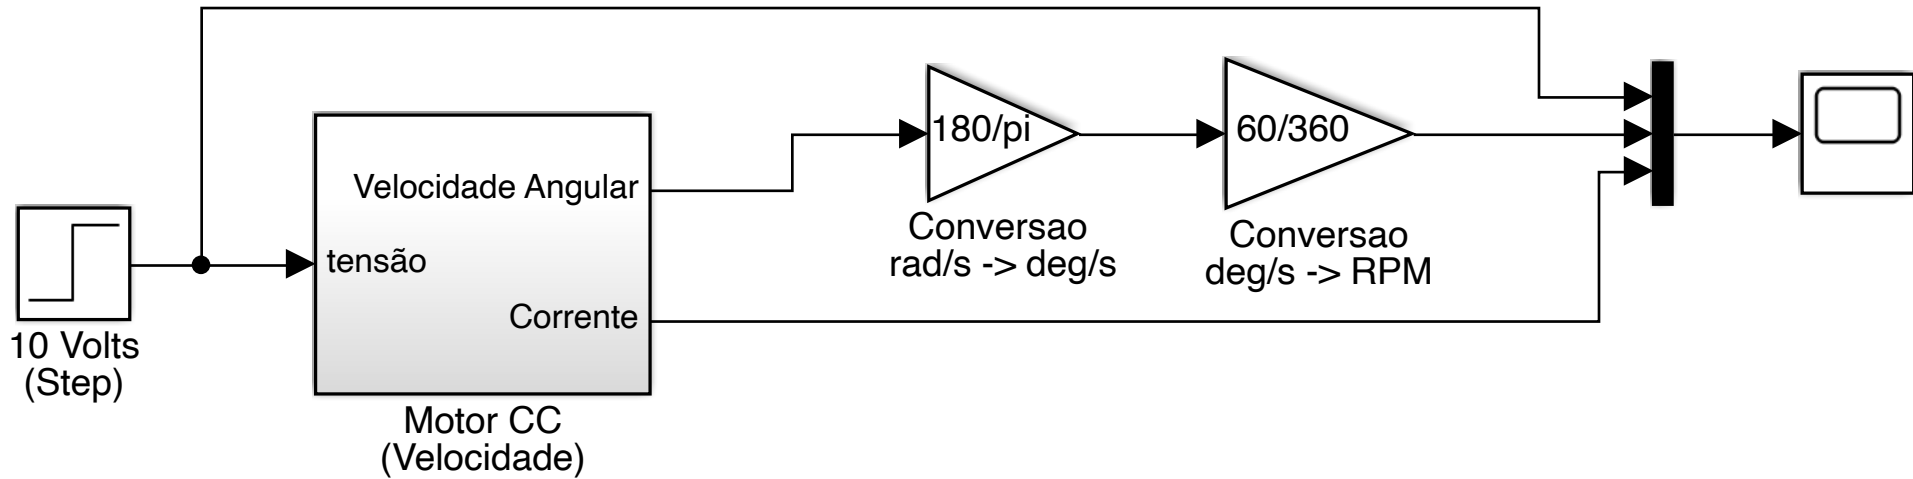 180/pi
60/360
Velocidade Angular
Conversao
rad/s -> deg/s
Conversao
deg/s -> RPM
tensão
Corrente
10 Volts
(Step)
Motor CC
(Velocidade)